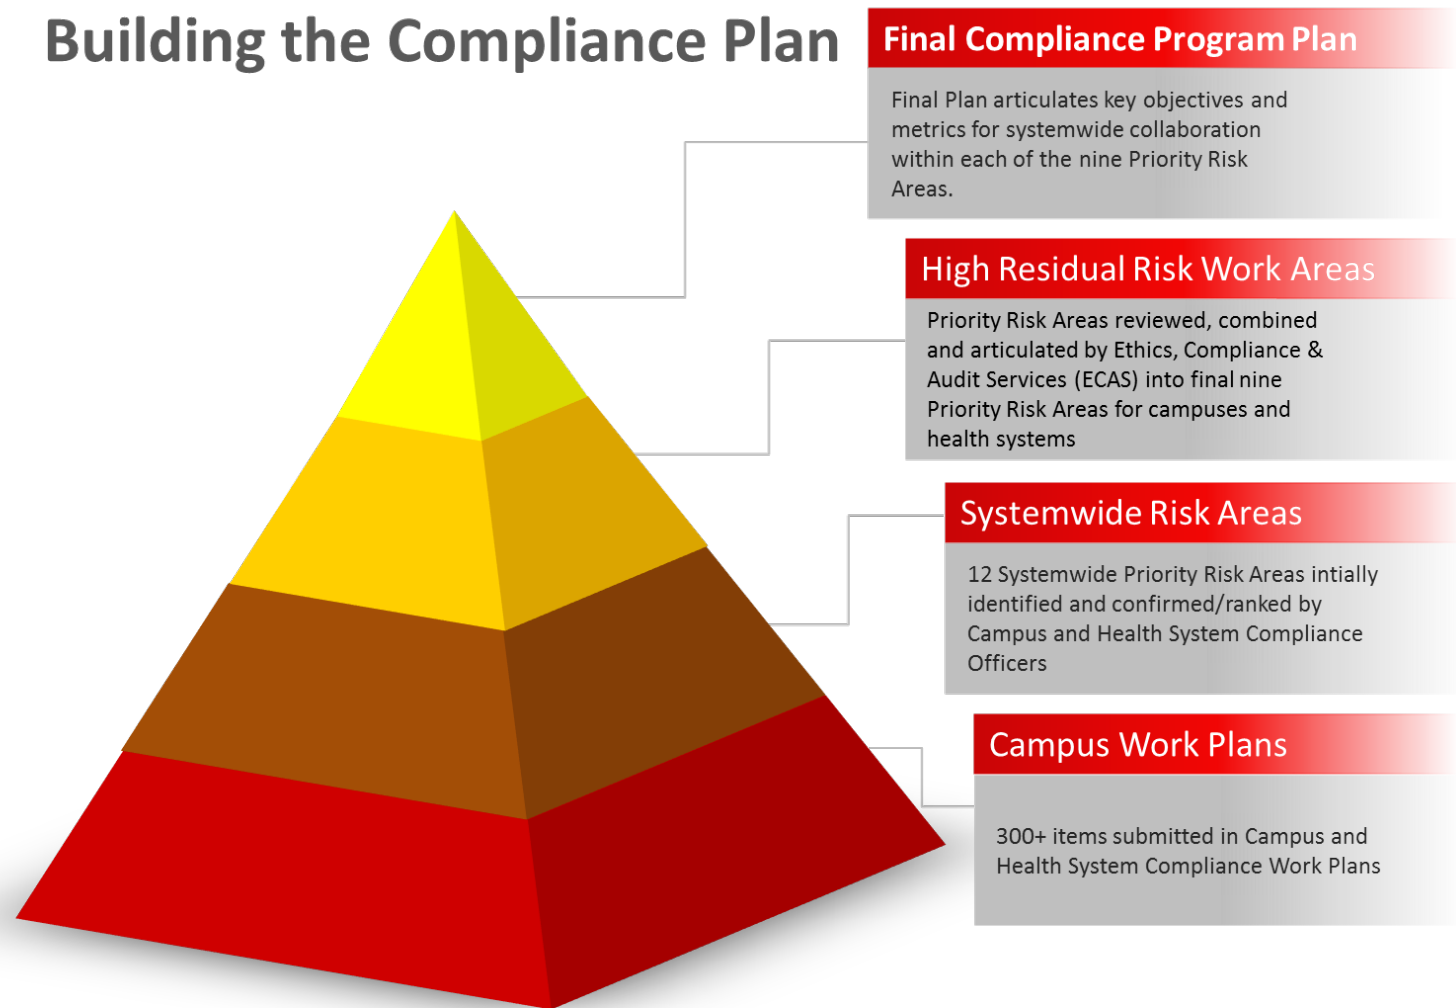 Building the Compliance Plan
Final Compliance Program Plan
Final Plan articulates key objectives and
metrics for systemwide collaboration
within each of the nine Priority Risk
Areas.
High Residual Risk Work Areas
Priority Risk Areas reviewed, combined
and articulated by Ethics, Compliance &
Audit Services (ECAS) into final nine
Priority Risk Areas for campuses and
health systems
Systemwide Risk Areas
12 Systemwide Priority Risk Areas intially
identified and confirmed/ranked by
Campus and Health System Compliance
Officers
Campus Work Plans
300+ items submitted in Campus and
Health System Compliance Work Plans